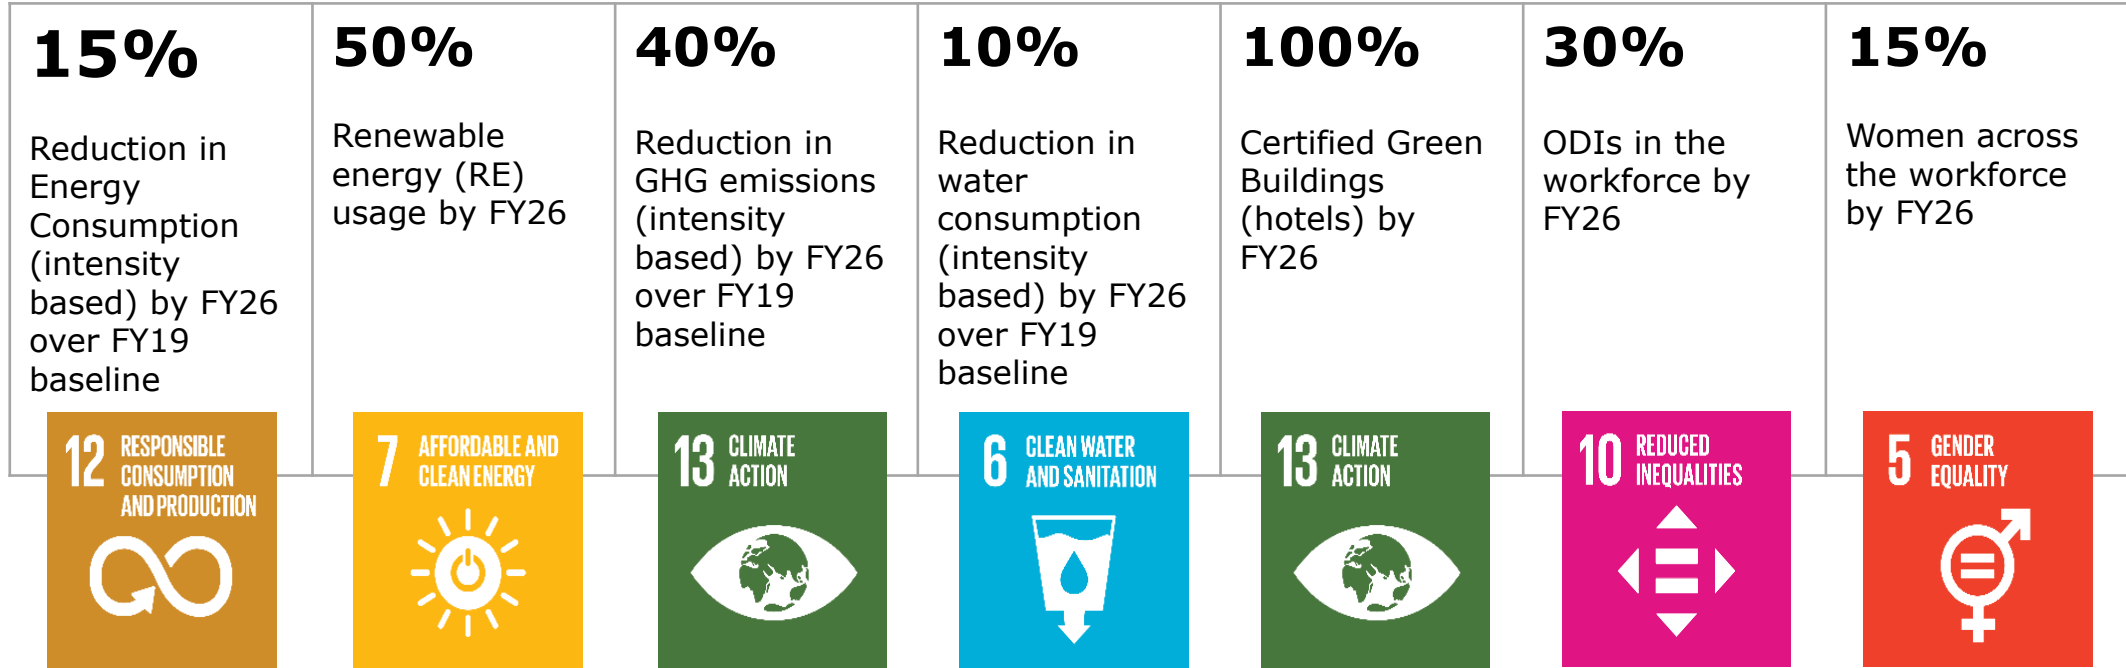 15%
Reduction in
Energy
Consumption
(intensity
based) by FY26
over FY19
baseline
12 RESPONSIBLE
CONSUMPTION
AND PRODUCTION
50%
Renewable
energy (RE)
usage by FY26
7 AFFORDABLE AND
CLEAN ENERGY
40%
Reduction in
GHG emissions
(intensity
based) by FY26
over FY19
baseline
13 CLIMATE
ACTION
10%
Reduction in
water
consumption
(intensity
based) by FY26
over FY19
baseline
6 CLEAN WATER
AND SANITATION
100%
Certified Green
Buildings
(hotels) by
FY26
13 CLIMATE
ACTION
30%
ODIs in the
workforce by
FY26
10 REDUCED
INEQUALITIES
15%
Women across
the workforce
by FY26
5 GENDER
EQUALITY